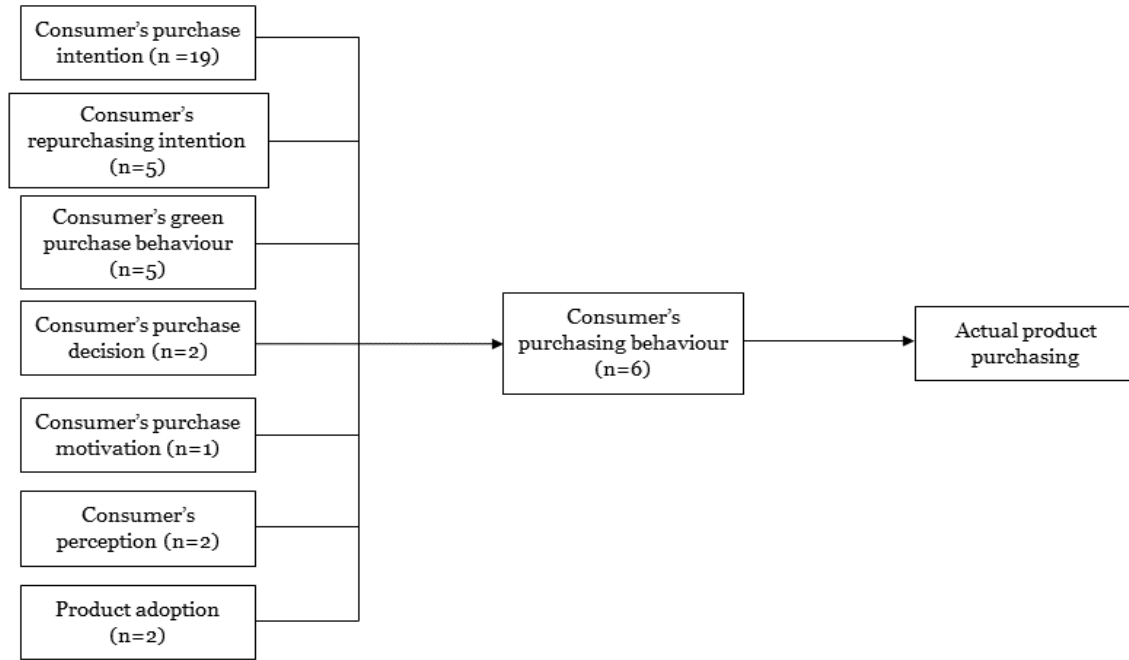 Consumer’s purchase
intention (n =19)
Consumer’s
repurchasing intention
(n=5)
Consumer’s green
purchase behaviour
(n=5)
Consumer’s purchase
decision (n=2)
Consumer’s purchase
motivation (n=1)
Consumer’s
perception (n=2)
Product adoption
(n=2)
Consumer’s
purchasing behaviour
(n=6)
Actual product
purchasing